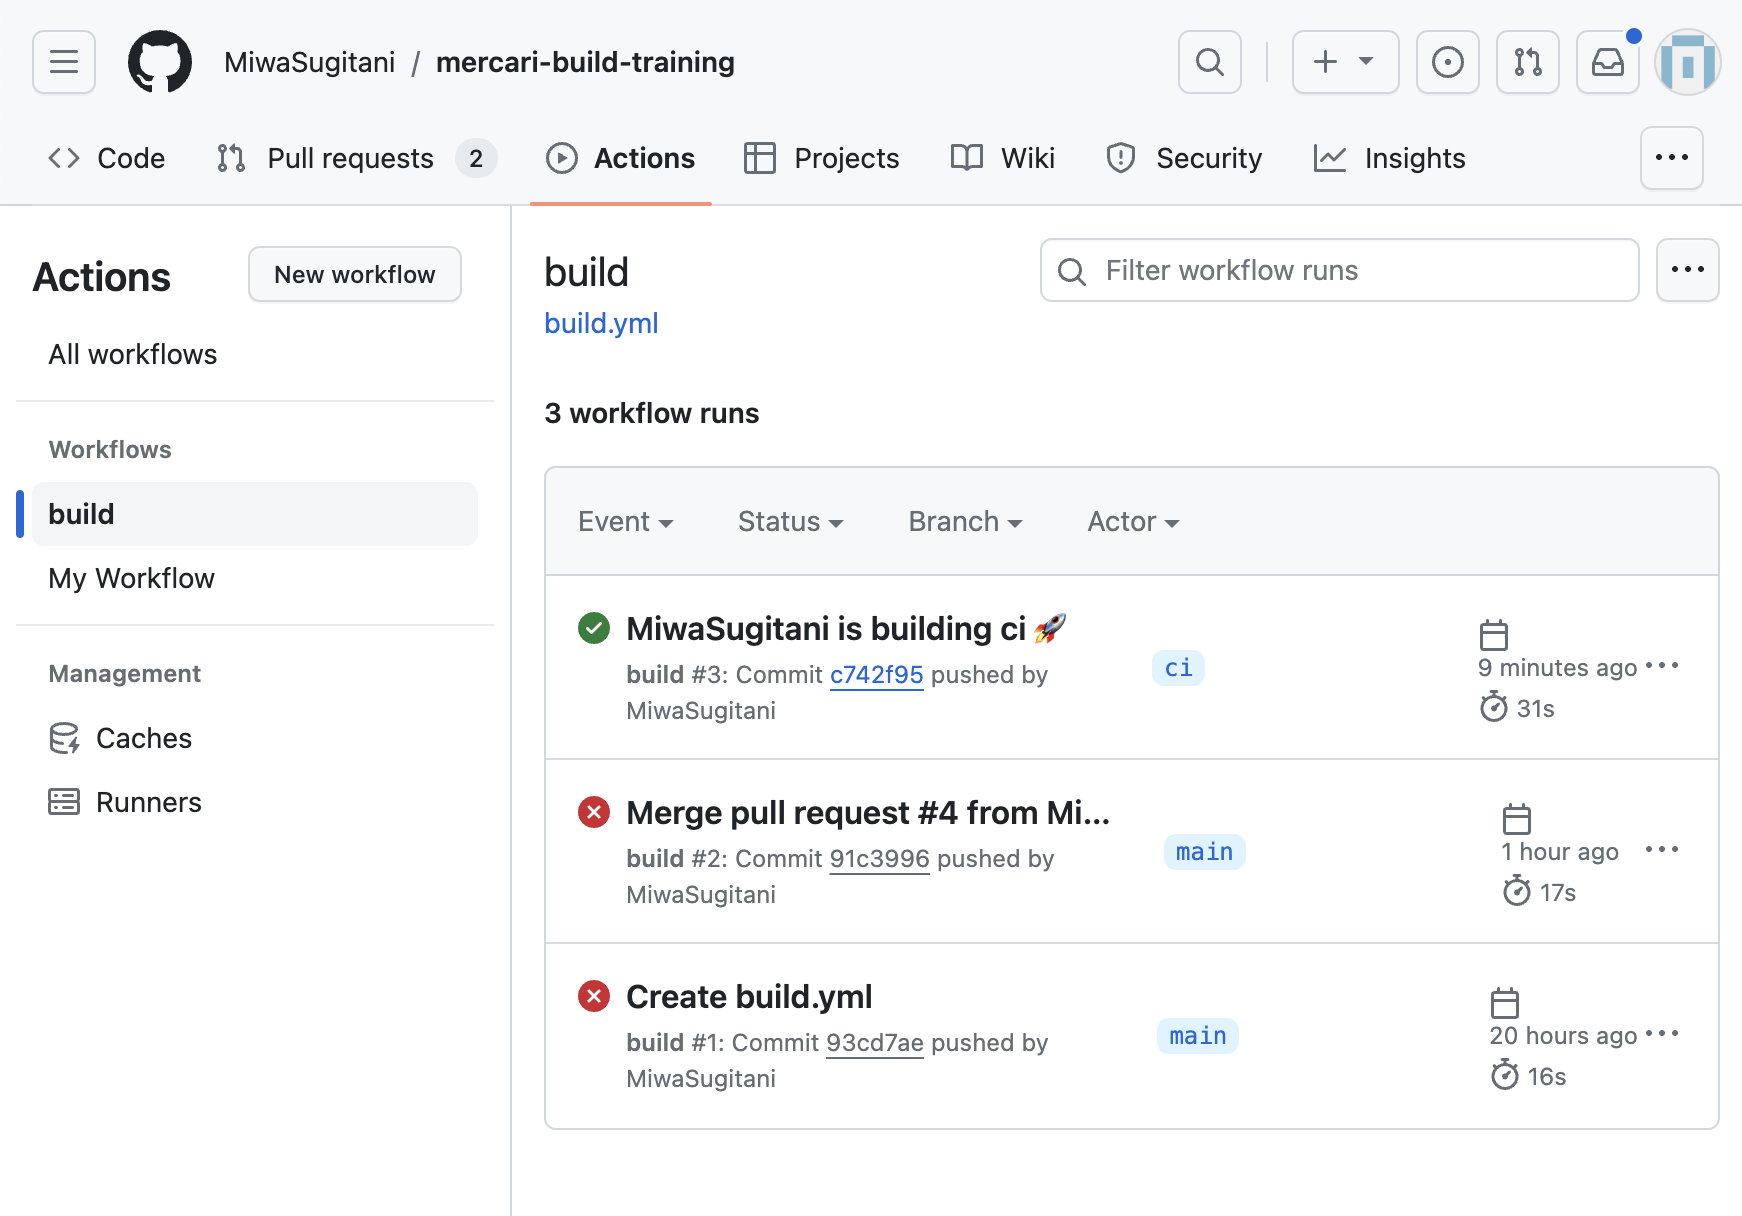 MiwaSugitani / mercari-build-training
Code Pull requests 2 Actions Projects Wiki Security Insights
Actions
New workflow
All workflows
Workflows
build
My Workflow
Management
Caches
Runners
build
Filter workflow runs
build.yml
3 workflow runs
Event Status Branch Actor
MiwaSugitani is building ci 🚀
build #3: Commit c742f95 pushed by
MiwaSugitani
ci
9 minutes ago
31s
Merge pull request #4 from Mi...
build #2: Commit 91c3996 pushed by
MiwaSugitani
main
1 hour ago
17s
Create build.yml
build #1: Commit 93cd7ae pushed by
MiwaSugitani
main
20 hours ago
16s